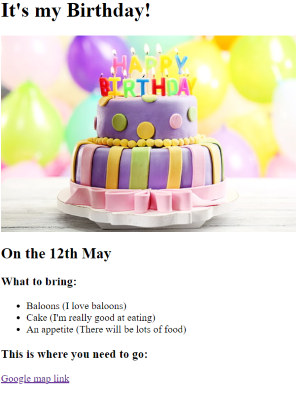 It's my Birthday!
HAPPY
BIRTHDAY
On the 12th May
What to bring:
Baloons (I love baloons)
Cake (I'm really good at eating)
An appetite (There will be lots of food)
This is where you need to go:
Google map link